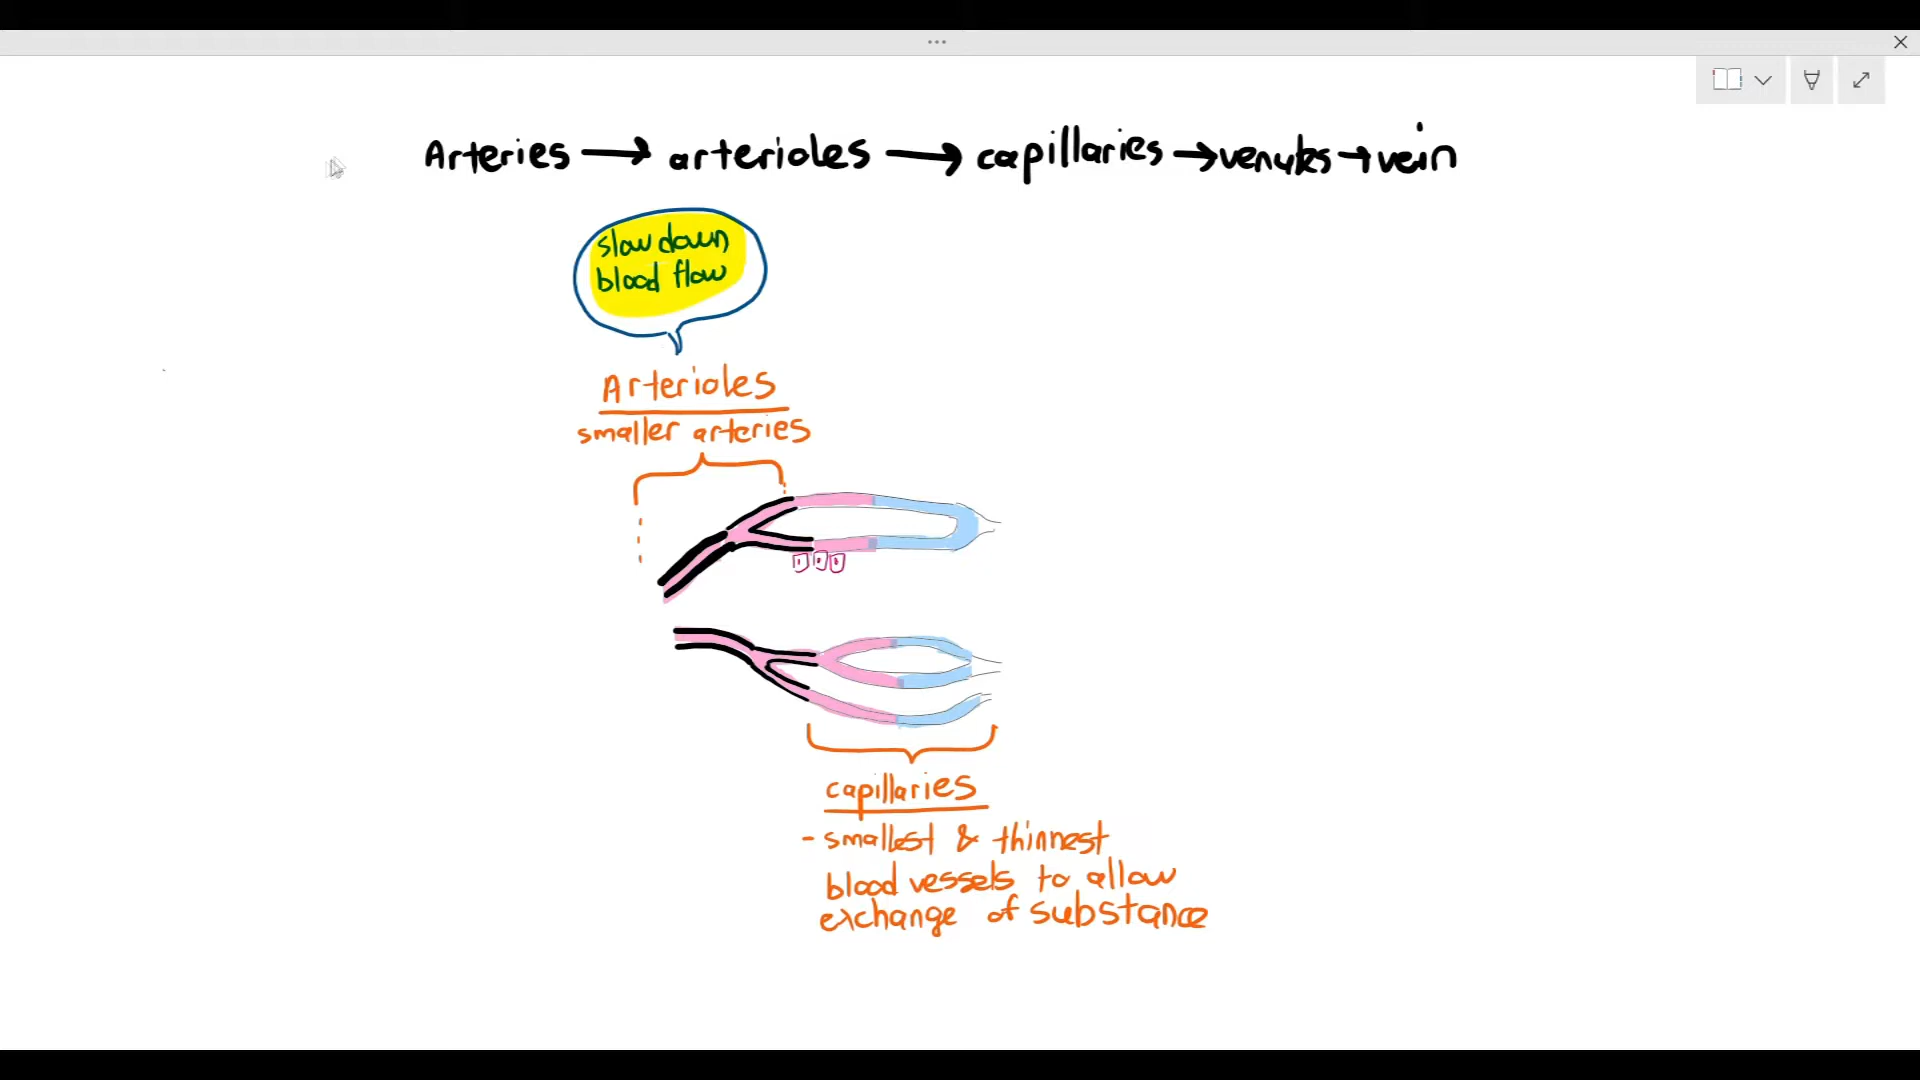 Arteries → arterioles → capillaries → venules → vein
slow down
blood flow
Arterioles
smaller arteries
capillaries
- smallest & thinnest
blood vessels to allow
exchange of substance